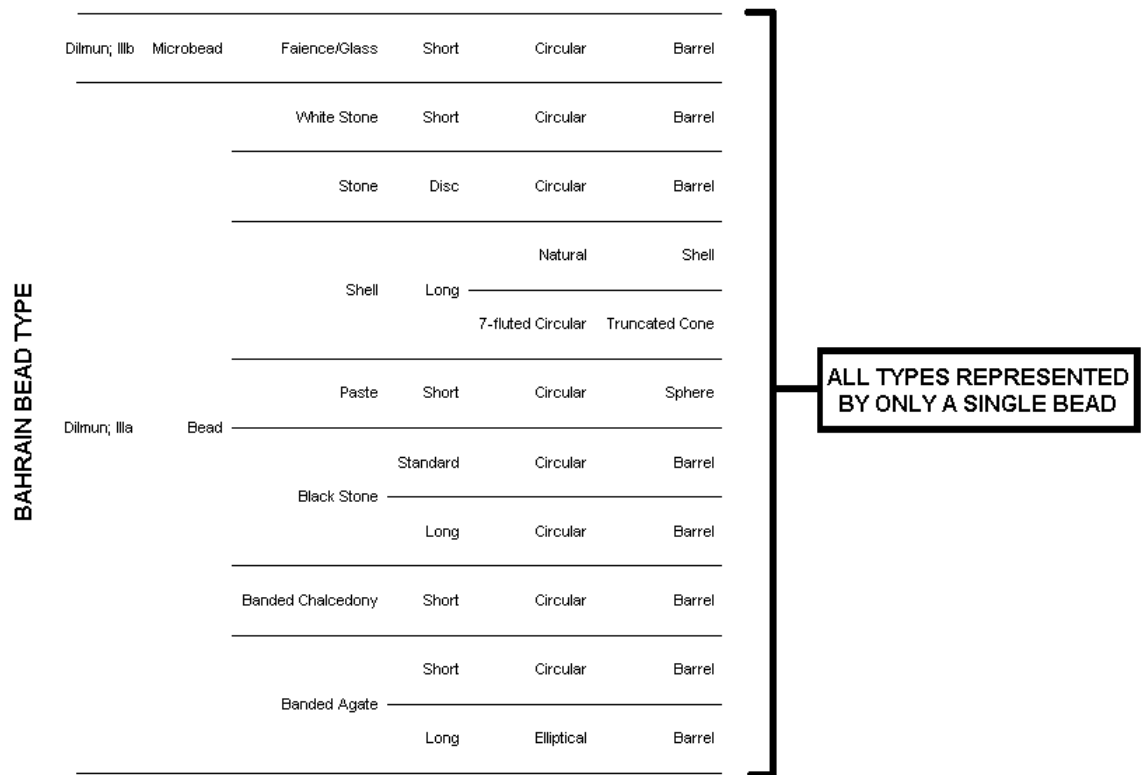 Dilmun; IIIb Microbead Faience/Glass Short Circular Barrel
White Stone Short Circular Barrel
Stone Disc Circular Barrel
Natural Shell
Shell Long
7-fluted Circular Truncated Cone
Paste Short Circular Sphere
Dilmun; IIIa Bead
Standard Circular Barrel
Black Stone
Long Circular Barrel
Banded Chalcedony Short Circular Barrel
Short Circular Barrel
Banded Agate
Long Elliptical Barrel
BAHRAIN BEAD TYPE
ALL TYPES REPRESENTED
BY ONLY A SINGLE BEAD